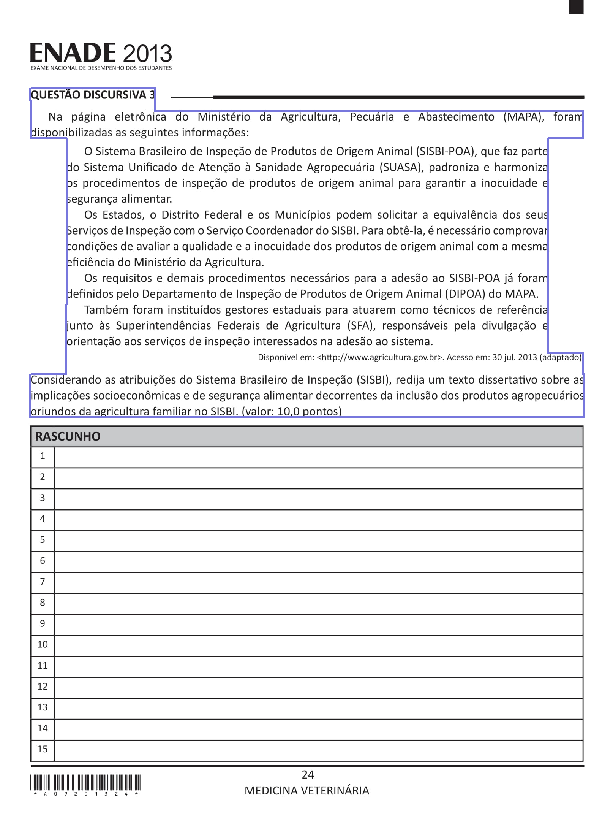 ENADE 2013
EXAME NACIONAL DE DESEMPENHO DOS ESTUDANTES
QUESTÃO DISCURSIVA 3
Na página eletrônica do Ministério da Agricultura, Pecuária e Abastecimento (MAPA), foram
disponibilizadas as seguintes informações:
O Sistema Brasileiro de Inspeção de Produtos de Origem Animal (SISBI-POA), que faz parte
do Sistema Unificado de Atenção à Sanidade Agropecuária (SUASA), padroniza e harmoniza
os procedimentos de inspeção de produtos de origem animal para garantir a inocuidade e
segurança alimentar.
Os Estados, o Distrito Federal e os Municípios podem solicitar a equivalência dos seus
Serviços de Inspeção com o Serviço Coordenador do SISBI. Para obtê-la, é necessário comprovar
condições de avaliar a qualidade e a inocuidade dos produtos de origem animal com a mesma
eficiência do Ministério da Agricultura.
Os requisitos e demais procedimentos necessários para a adesão ao SISBI-POA já foram
definidos pelo Departamento de Inspeção de Produtos de Origem Animal (DIPOA) do MAPA.
Também foram instituídos gestores estaduais para atuarem como técnicos de referência
junto às Superintendências Federais de Agricultura (SFA), responsáveis pela divulgação e
orientação aos serviços de inspeção interessados na adesão ao sistema.
Disponível em: <http://www.agricultura.gov.br>. Acesso em: 30 jul. 2013 (adaptado).
Considerando as atribuições do Sistema Brasileiro de Inspeção (SISBI), redija um texto dissertativo sobre as
implicações socioeconômicas e de segurança alimentar decorrentes da inclusão dos produtos agropecuários
oriundos da agricultura familiar no SISBI. (valor: 10,0 pontos)
RASCUNHO
1
2
3
4
5
6
7
8
9
10
11
12
13
14
15
*A0720132​4*
24
MEDICINA VETERINÁRIA